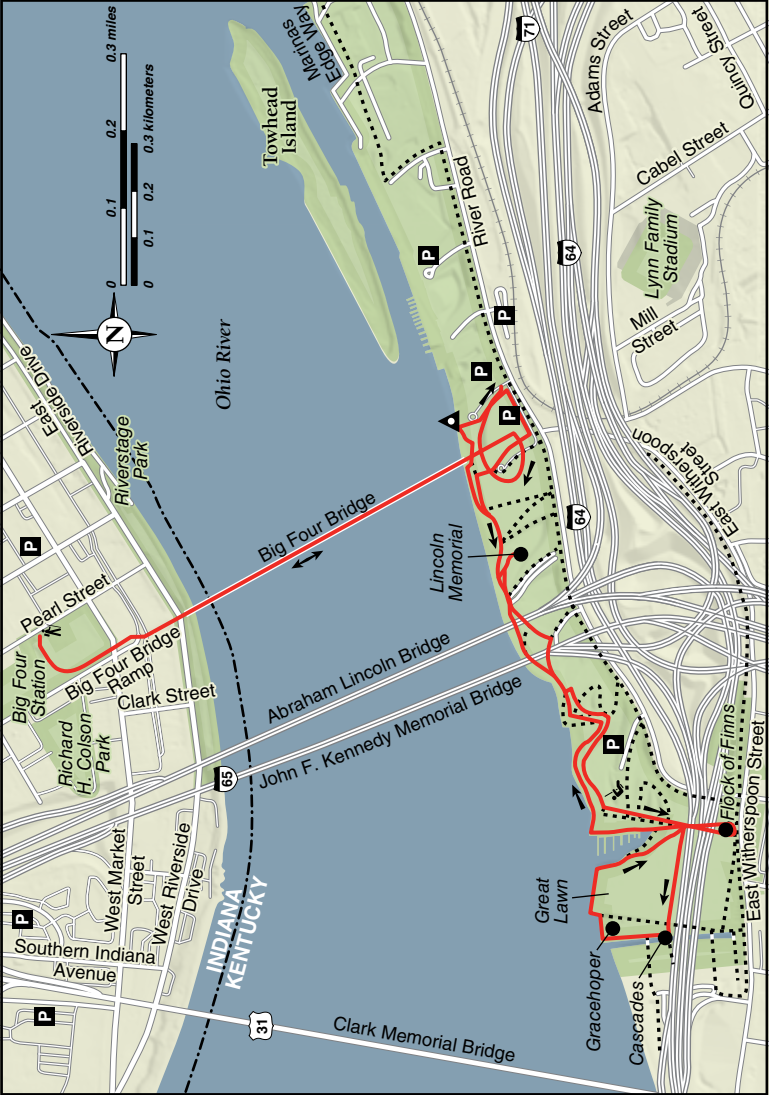 0 0.1 0.2 0.3 miles
0 0.1 0.2 0.3 kilometers
N
Marinas
Edge Way
Towhead
Island
71
Adams Street
Quincy Street
Cabel Street
River Road
64
Lynn Family
Stadium
Mill
Street
P
P
P
P
East
Riverside Drive
Ohio River
Riverstage
Park
P
Big Four Bridge
Pearl Street
Big Four
Station
Big Four Bridge
Ramp
Clark Street
Richard
H. Colson
Park
Lincoln
Memorial
64
East Witherspoon
Street
Abraham Lincoln Bridge
John F. Kennedy Memorial Bridge
65
P
Flock of Finns
East Witherspoon Street
West Market
Street
West Riverside
Drive
INDIANA
KENTUCKY
P
Southern Indiana
Avenue
P
Great
Lawn
Gracehoper
Cascades
31
Clark Memorial Bridge